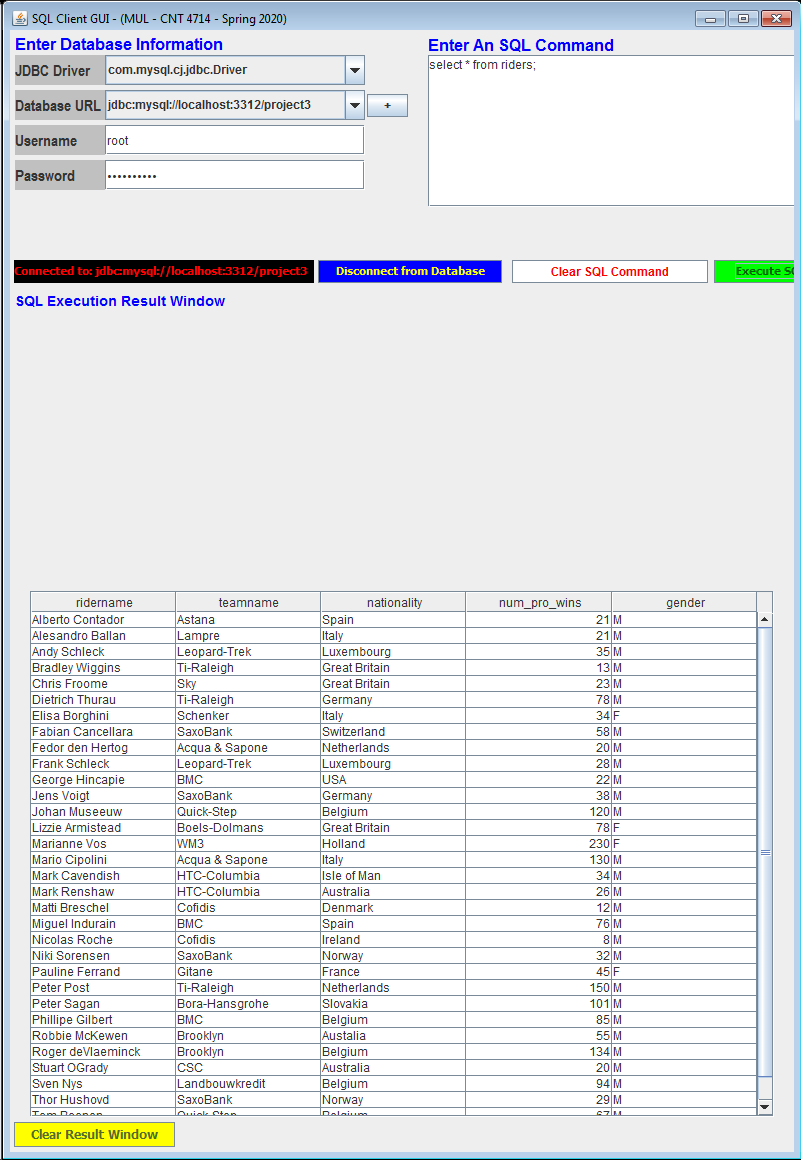 SQL Client GUI - (MUL - CNT 4714 - Spring 2020)
Enter Database Information
JDBC Driver com.mysql.cj.jdbc.Driver
Database URL jdbc:mysql://localhost:3312/project3 +
Username root
Password ••••••••••
Enter An SQL Command
select * from riders;
Connected to: jdbc:mysql://localhost:3312/project3 Disconnect from Database Clear SQL Command Execute SQ
SQL Execution Result Window
ridername teamname nationality num_pro_wins gender
Alberto Contador Astana Spain 21 M
Alesandro Ballan Lampre Italy 21 M
Andy Schleck Leopard-Trek Luxembourg 35 M
Bradley Wiggins Ti-Raleigh Great Britain 13 M
Chris Froome Sky Great Britain 23 M
Dietrich Thurau Ti-Raleigh Germany 78 M
Elisa Borghini Schenker Italy 34 F
Fabian Cancellara SaxoBank Switzerland 58 M
Fedor den Hertog Acqua & Sapone Netherlands 20 M
Frank Schleck Leopard-Trek Luxembourg 28 M
George Hincapie BMC USA 22 M
Jens Voigt SaxoBank Germany 38 M
Johan Museeuw Quick-Step Belgium 120 M
Lizzie Armistead Boels-Dolmans Great Britain 78 F
Marianne Vos WM3 Holland 230 F
Mario Cipolini Acqua & Sapone Italy 130 M
Mark Cavendish HTC-Columbia Isle of Man 34 M
Mark Renshaw HTC-Columbia Australia 26 M
Matti Breschel Cofidis Denmark 12 M
Miguel Indurain BMC Spain 76 M
Nicolas Roche Cofidis Ireland 8 M
Niki Sorensen SaxoBank Norway 32 M
Pauline Ferrand Gitane France 45 F
Peter Post Ti-Raleigh Netherlands 150 M
Peter Sagan Bora-Hansgrohe Slovakia 101 M
Phillipe Gilbert BMC Belgium 85 M
Robbie McKewen Brooklyn Austalia 55 M
Roger deVlaeminck Brooklyn Belgium 134 M
Stuart OGrady CSC Australia 20 M
Sven Nys Landbouwkredit Belgium 94 M
Thor Hushovd SaxoBank Norway 29 M
Tom Boonen Quick-Step Belgium 67 M
Clear Result Window